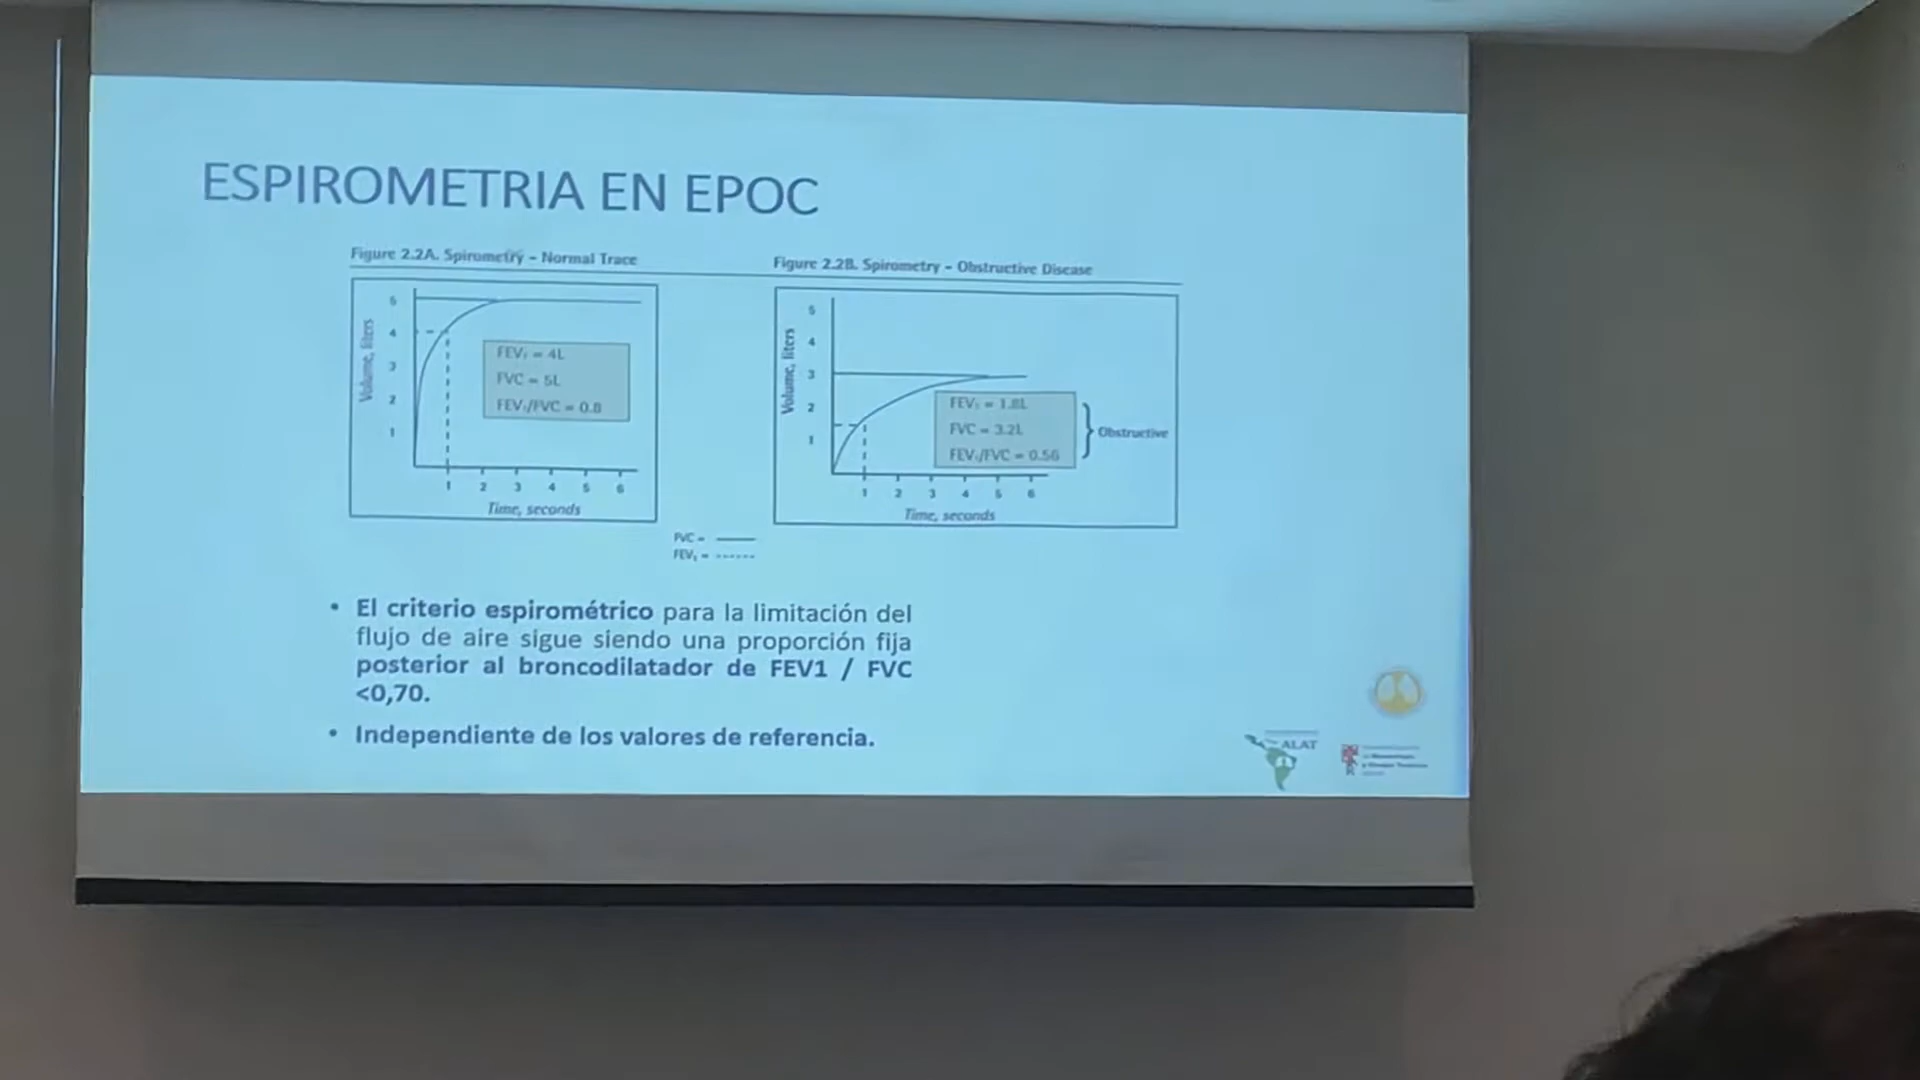 ESPIROMETRIA EN EPOC
Figure 2.2A. Spirometry – Normal Trace
Volume, liters
5
4
3
2
1
FEV₁ = 4L
FVC = 5L
FEV₁/FVC = 0.8
1 2 3 4 5 6
Time, seconds
Figure 2.2B. Spirometry – Obstructive Disease
Volume, liters
5
4
3
2
1
FEV₁ = 1.8L
FVC = 3.2L
FEV₁/FVC = 0.56
Obstructive
1 2 3 4 5 6
Time, seconds
FVC =
FEV₁ =
• El criterio espirométrico para la limitación del
flujo de aire sigue siendo una proporción fija
posterior al broncodilatador de FEV1 / FVC
<0,70.
• Independiente de los valores de referencia.
ALAT